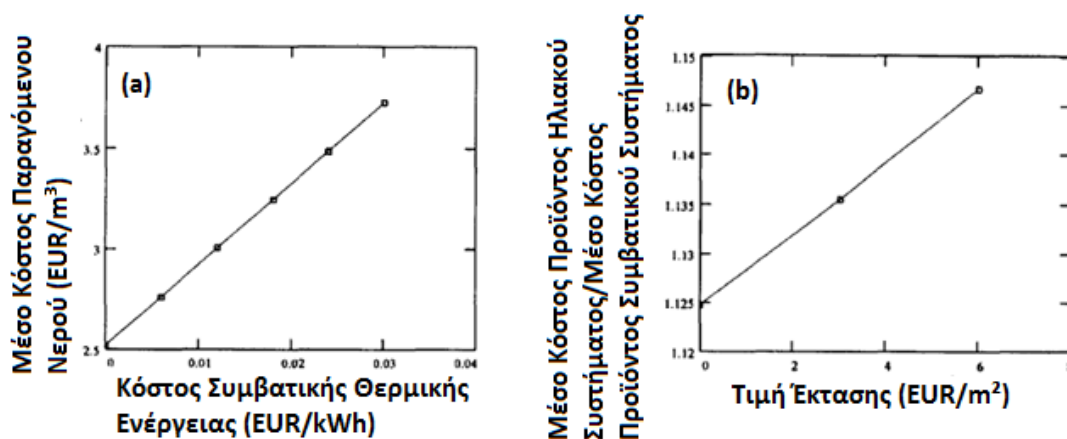 Μέσο Κόστος Παραγόμενου
Νερού (EUR/m³)
4
3.5
3
2.5
(a)
0
0.01
0.02
0.03
0.04
Κόστος Συμβατικής Θερμικής
Ενέργειας (EUR/kWh)
Μέσο Κόστος Προϊόντος Ηλιακού
Συστήματος/Μέσο Κόστος
Προϊόντος Συμβατικού Συστήματος
1.15
1.145
1.14
1.135
1.13
1.125
1.12
(b)
0
2
4
6
Τιμή Έκτασης (EUR/m²)